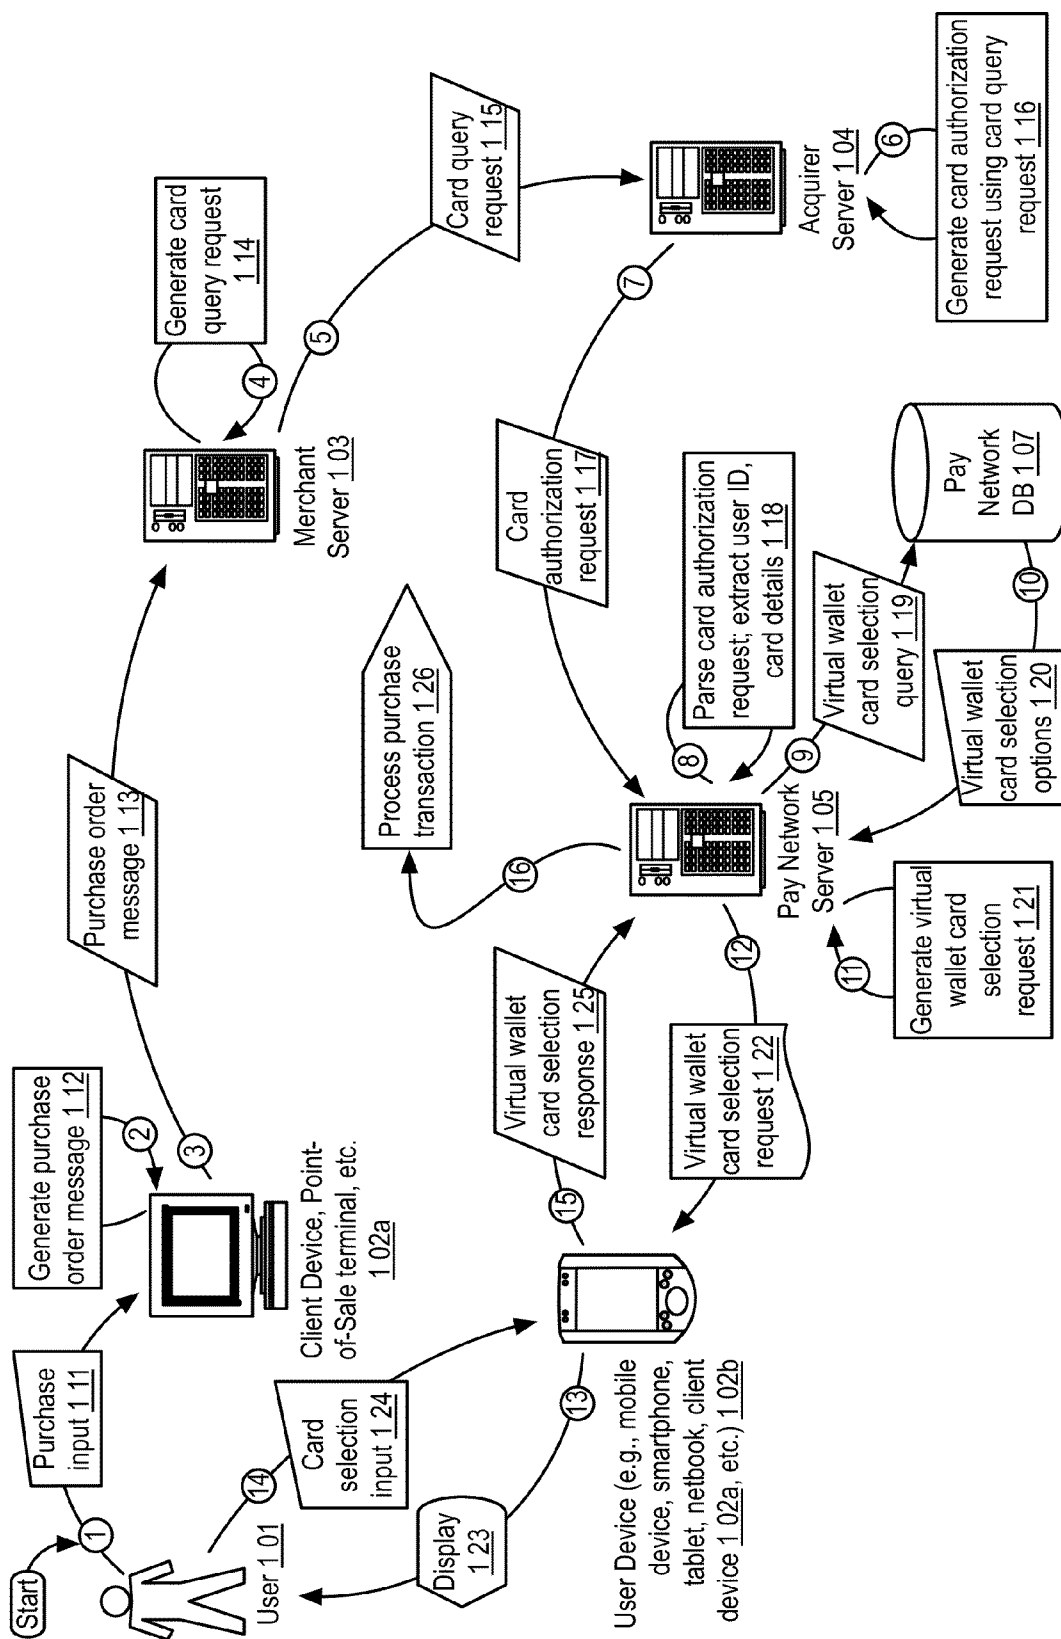 Start
1
User 1 01
Purchase
input 1 11
Generate purchase
order message 1 12
2
3
Client Device, Point-
of-Sale terminal, etc.
1 02a
Purchase order
message 1 13
Merchant
Server 1 03
Generate card
query request
1 14
4
5
Card query
request 1 15
Acquirer
Server 1 04
6
Generate card authorization
request using card query
request 1 16
7
Card
authorization
request 1 17
Parse card authorization
request; extract user ID,
card details 1 18
8
9
Virtual wallet
card selection
query 1 19
Pay
Network
DB 1 07
10
Virtual wallet
card selection
options 1 20
Pay Network
Server 1 05
11
Generate virtual
wallet card
selection
request 1 21
12
Virtual wallet
card selection
request 1 22
User Device (e.g., mobile
device, smartphone,
tablet, netbook, client
device 1 02a, etc.) 1 02b
13
Display
1 23
14
Card
selection
input 1 24
15
Virtual wallet
card selection
response 1 25
16
Process purchase
transaction 1 26